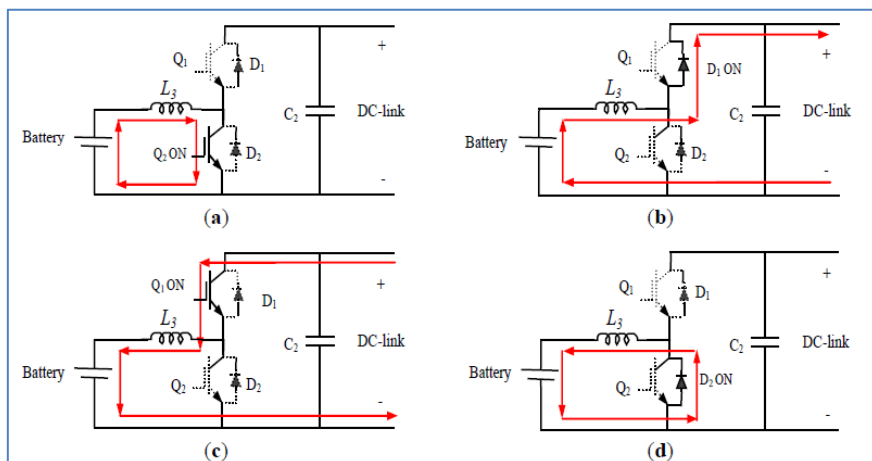 Q1
D1
L3
Battery
C2
DC-link
+
-
Q2 ON
D2
(a)
Q1
D1 ON
L3
Battery
C2
DC-link
+
-
Q2
D2
(b)
Q1 ON
D1
L3
Battery
C2
DC-link
+
-
Q2
D2
(c)
Q1
D1
L3
Battery
C2
DC-link
+
-
Q2
D2 ON
(d)